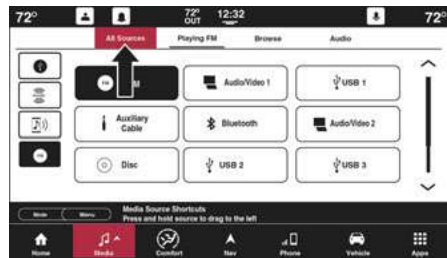 72° 72° OUT 12:32 72°
All Sources Playing FM Browse Audio
FM Audio/Video 1 USB 1
Auxiliary Cable Bluetooth Audio/Video 2
Disc USB 2 USB 3
Mode Menu Media Source Shortcuts
Press and hold source to drag to the left
Home Media Comfort Nav Phone Vehicle Apps